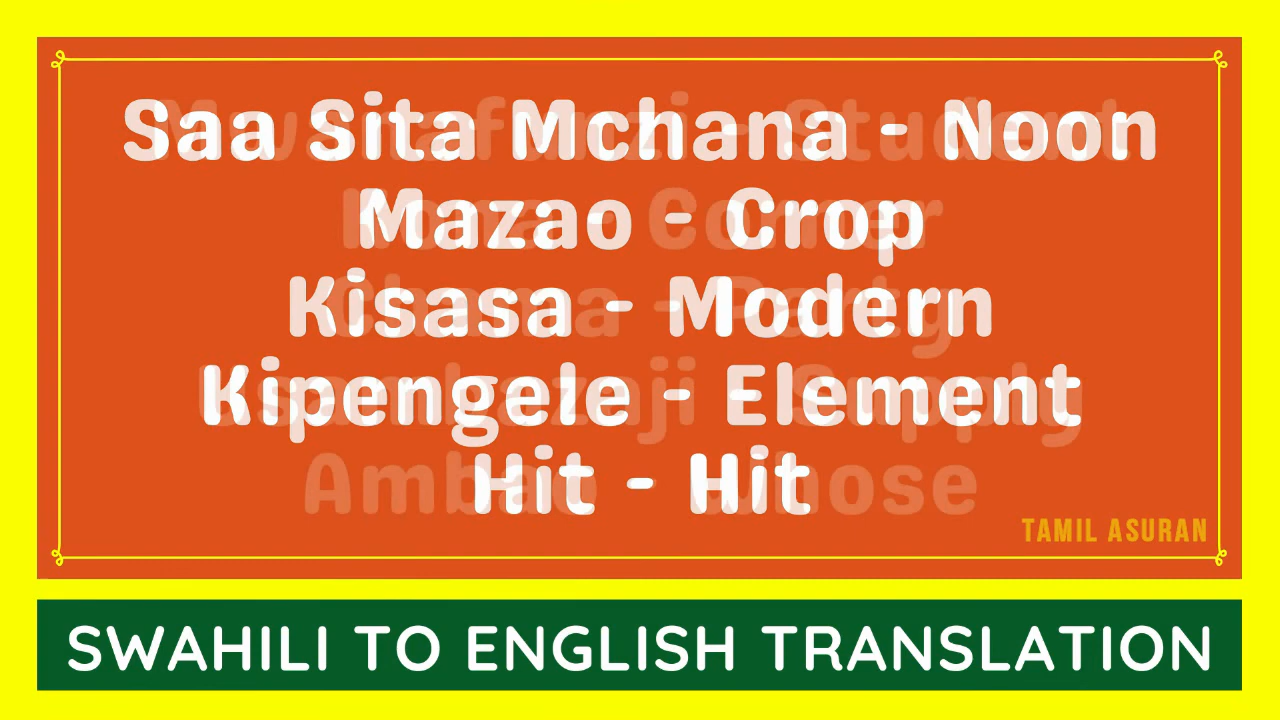 Saa Sita Mchana - Noon
Mazao - Crop
Kisasa - Modern
Kipengele - Element
Hit - Hit
TAMIL ASURAN
SWAHILI TO ENGLISH TRANSLATION